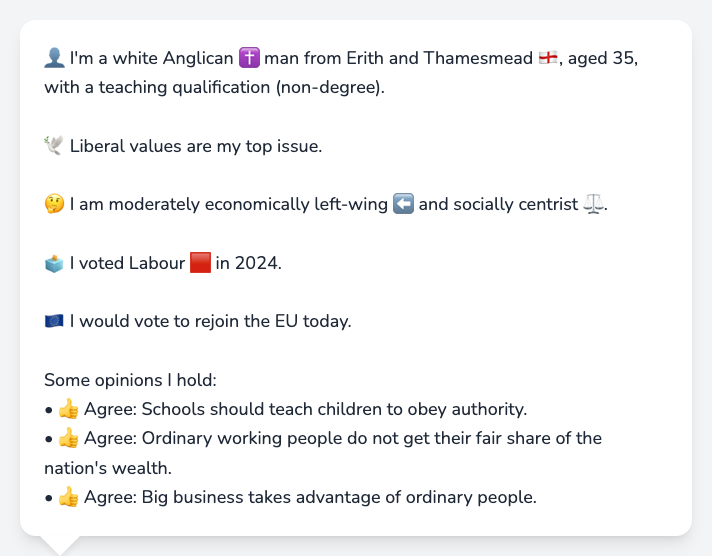 👤 I'm a white Anglican ✝️ man from Erith and Thamesmead 🏴󠁧󠁢󠁥󠁮󠁧󠁿, aged 35,
with a teaching qualification (non-degree).
🕊️ Liberal values are my top issue.
🤔 I am moderately economically left-wing ⬅️ and socially centrist ⚖️.
🗳️ I voted Labour 🟥 in 2024.
🇪🇺 I would vote to rejoin the EU today.
Some opinions I hold:
• 👍 Agree: Schools should teach children to obey authority.
• 👍 Agree: Ordinary working people do not get their fair share of the
nation's wealth.
• 👍 Agree: Big business takes advantage of ordinary people.